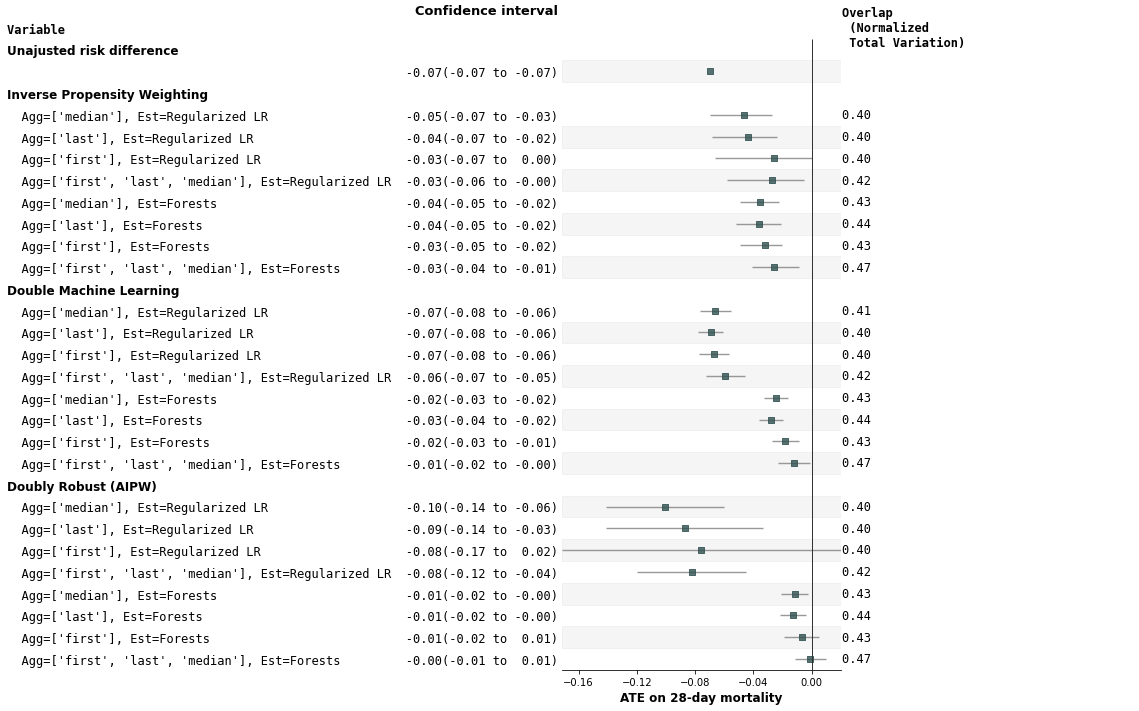 Confidence interval
Overlap
(Normalized
Total Variation)
Variable
Unajusted risk difference
-0.07(-0.07 to -0.07)
Inverse Propensity Weighting
Agg=['median'], Est=Regularized LR -0.05(-0.07 to -0.03) 0.40
Agg=['last'], Est=Regularized LR -0.04(-0.07 to -0.02) 0.40
Agg=['first'], Est=Regularized LR -0.03(-0.07 to 0.00) 0.40
Agg=['first', 'last', 'median'], Est=Regularized LR -0.03(-0.06 to -0.00) 0.42
Agg=['median'], Est=Forests -0.04(-0.05 to -0.02) 0.43
Agg=['last'], Est=Forests -0.04(-0.05 to -0.02) 0.44
Agg=['first'], Est=Forests -0.03(-0.05 to -0.02) 0.43
Agg=['first', 'last', 'median'], Est=Forests -0.03(-0.04 to -0.01) 0.47
Double Machine Learning
Agg=['median'], Est=Regularized LR -0.07(-0.08 to -0.06) 0.41
Agg=['last'], Est=Regularized LR -0.07(-0.08 to -0.06) 0.40
Agg=['first'], Est=Regularized LR -0.07(-0.08 to -0.06) 0.40
Agg=['first', 'last', 'median'], Est=Regularized LR -0.06(-0.07 to -0.05) 0.42
Agg=['median'], Est=Forests -0.02(-0.03 to -0.02) 0.43
Agg=['last'], Est=Forests -0.03(-0.04 to -0.02) 0.44
Agg=['first'], Est=Forests -0.02(-0.03 to -0.01) 0.43
Agg=['first', 'last', 'median'], Est=Forests -0.01(-0.02 to -0.00) 0.47
Doubly Robust (AIPW)
Agg=['median'], Est=Regularized LR -0.10(-0.14 to -0.06) 0.40
Agg=['last'], Est=Regularized LR -0.09(-0.14 to -0.03) 0.40
Agg=['first'], Est=Regularized LR -0.08(-0.17 to 0.02) 0.40
Agg=['first', 'last', 'median'], Est=Regularized LR -0.08(-0.12 to -0.04) 0.42
Agg=['median'], Est=Forests -0.01(-0.02 to -0.00) 0.43
Agg=['last'], Est=Forests -0.01(-0.02 to -0.00) 0.44
Agg=['first'], Est=Forests -0.01(-0.02 to 0.01) 0.43
Agg=['first', 'last', 'median'], Est=Forests -0.00(-0.01 to 0.01) 0.47
−0.16 −0.12 −0.08 −0.04 0.00
ATE on 28-day mortality